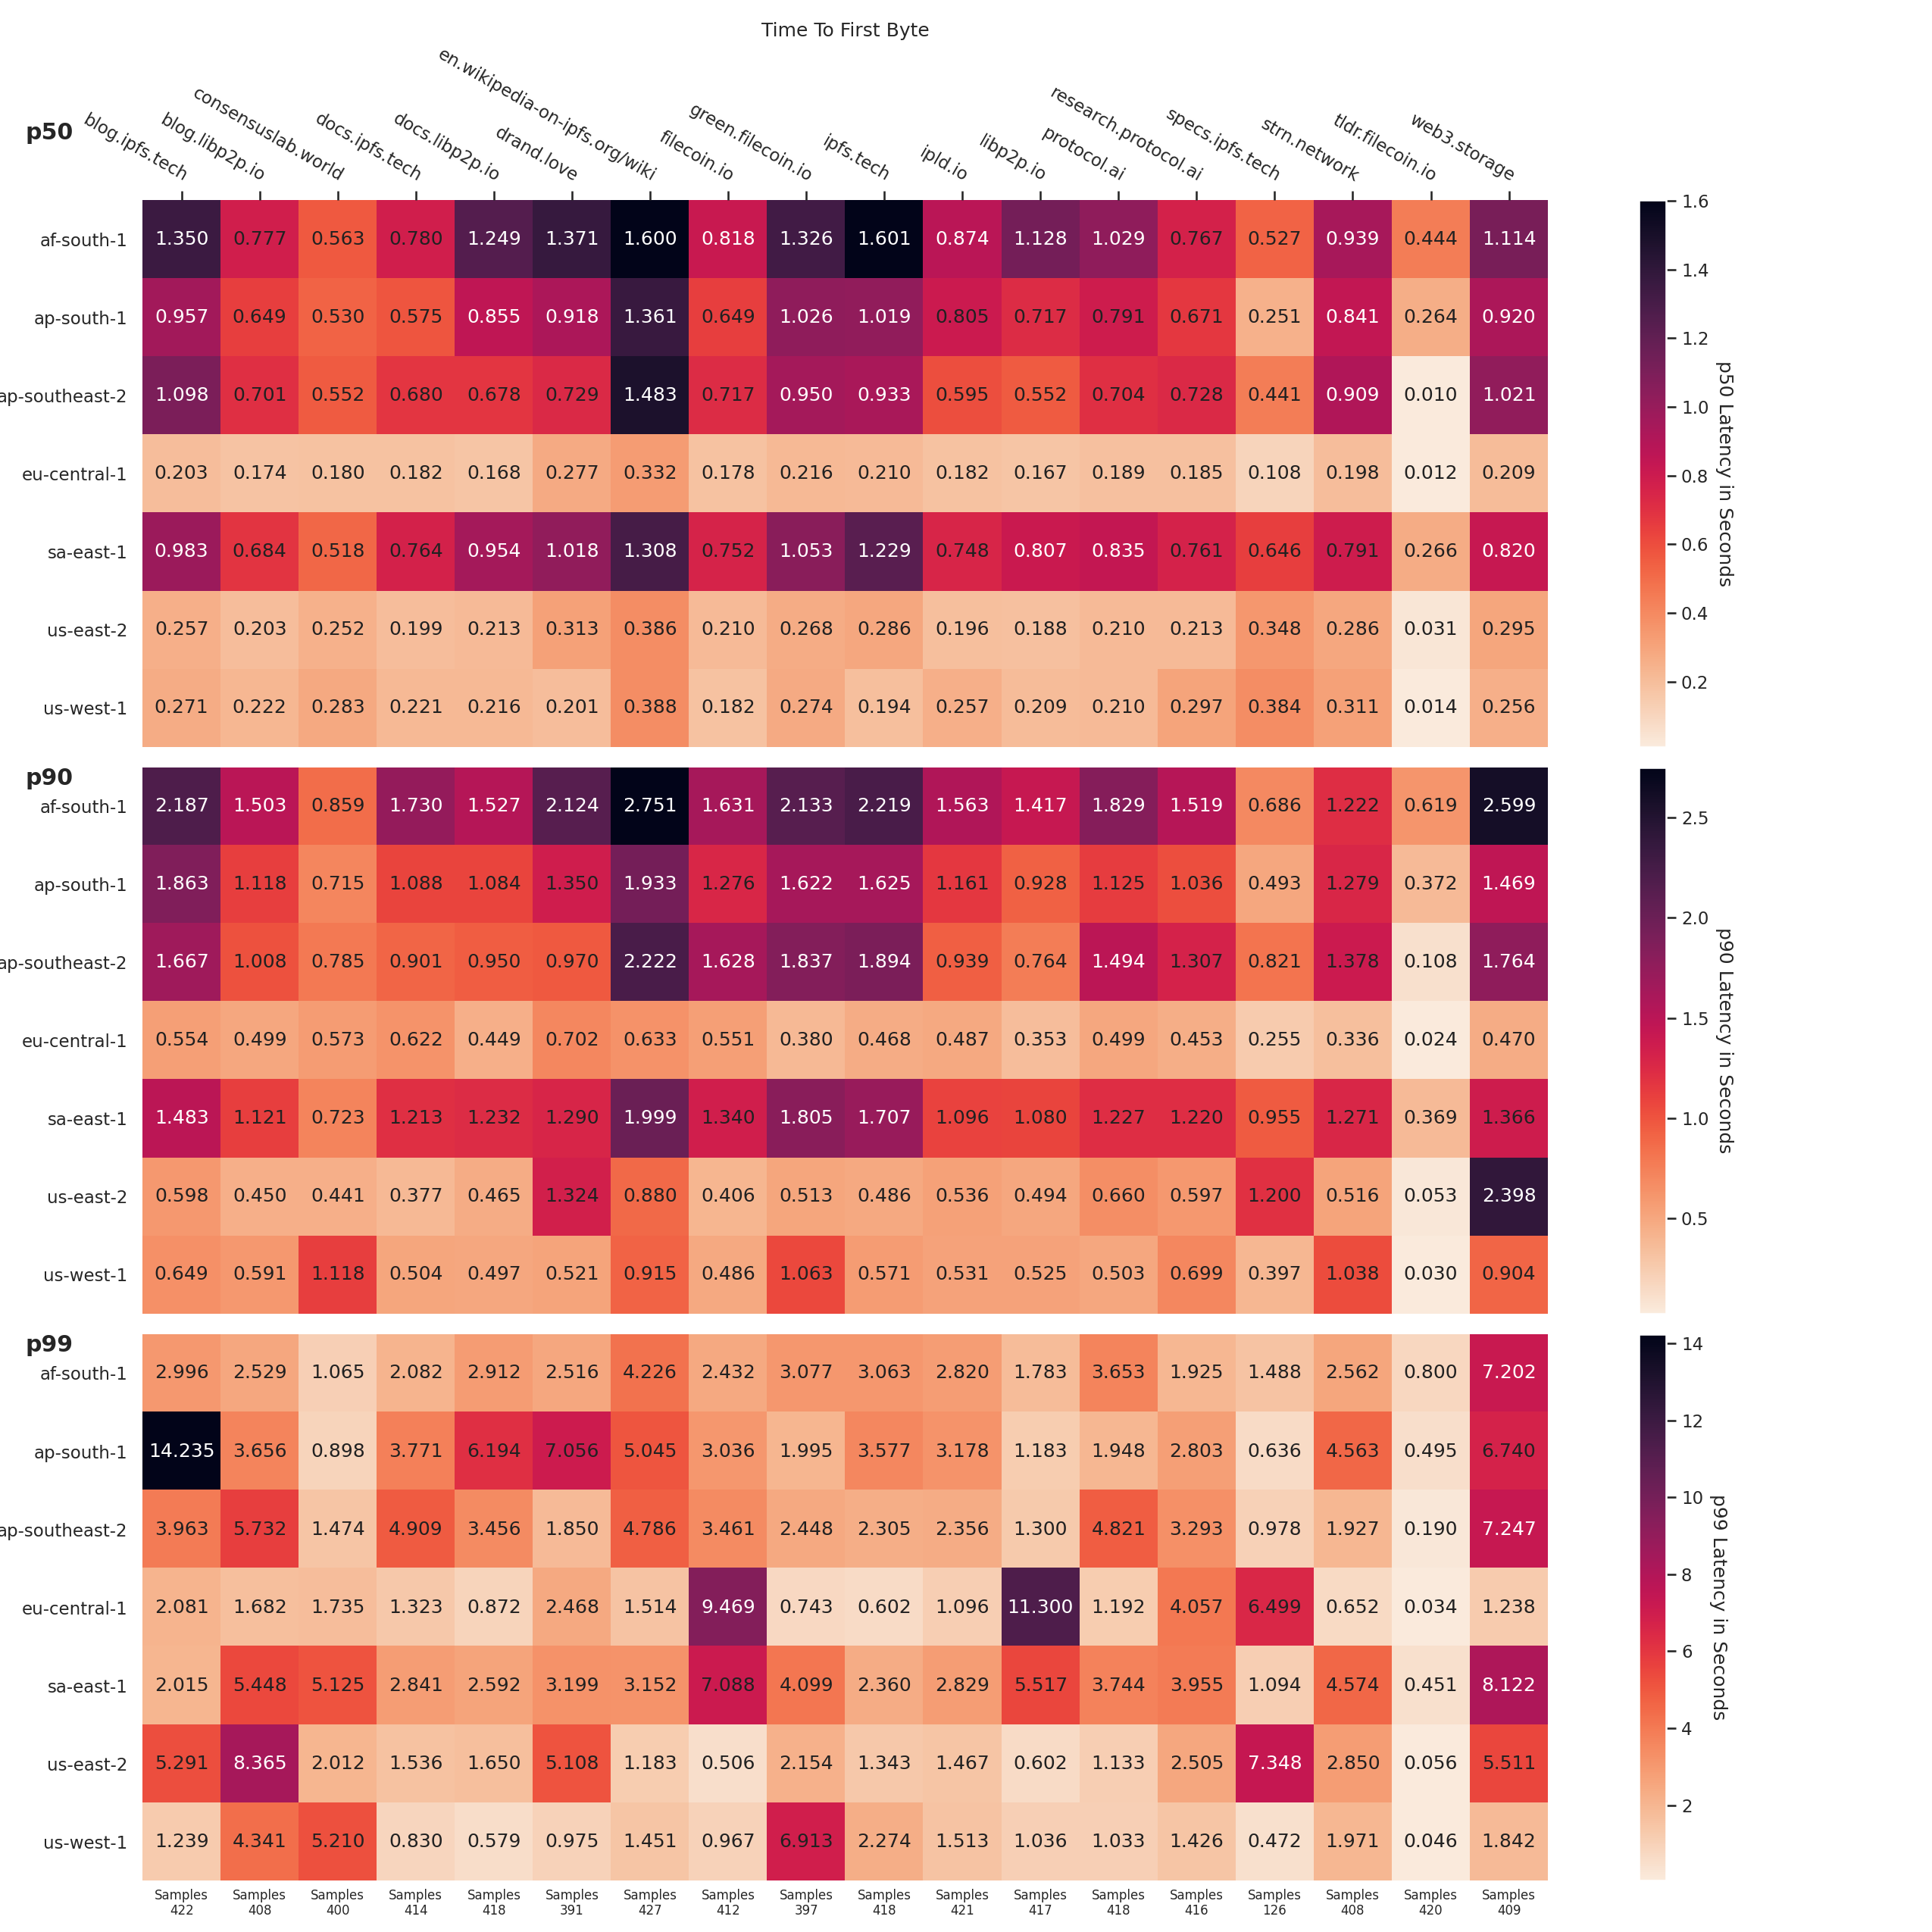 Time To First Byte
p50
blog.ipfs.tech
blog.libp2p.io
consensuslab.world
docs.ipfs.tech
docs.libp2p.io
drand.love
en.wikipedia-on-ipfs.org/wiki
filecoin.io
green.filecoin.io
ipfs.tech
ipld.io
libp2p.io
protocol.ai
research.protocol.ai
specs.ipfs.tech
strn.network
tldr.filecoin.io
web3.storage
af-south-1 1.350 0.777 0.563 0.780 1.249 1.371 1.600 0.818 1.326 1.601 0.874 1.128 1.029 0.767 0.527 0.939 0.444 1.114
ap-south-1 0.957 0.649 0.530 0.575 0.855 0.918 1.361 0.649 1.026 1.019 0.805 0.717 0.791 0.671 0.251 0.841 0.264 0.920
ap-southeast-2 1.098 0.701 0.552 0.680 0.678 0.729 1.483 0.717 0.950 0.933 0.595 0.552 0.704 0.728 0.441 0.909 0.010 1.021
eu-central-1 0.203 0.174 0.180 0.182 0.168 0.277 0.332 0.178 0.216 0.210 0.182 0.167 0.189 0.185 0.108 0.198 0.012 0.209
sa-east-1 0.983 0.684 0.518 0.764 0.954 1.018 1.308 0.752 1.053 1.229 0.748 0.807 0.835 0.761 0.646 0.791 0.266 0.820
us-east-2 0.257 0.203 0.252 0.199 0.213 0.313 0.386 0.210 0.268 0.286 0.196 0.188 0.210 0.213 0.348 0.286 0.031 0.295
us-west-1 0.271 0.222 0.283 0.221 0.216 0.201 0.388 0.182 0.274 0.194 0.257 0.209 0.210 0.297 0.384 0.311 0.014 0.256
1.6
1.4
1.2
1.0
0.8
0.6
0.4
0.2
p50 Latency in Seconds
p90
af-south-1 2.187 1.503 0.859 1.730 1.527 2.124 2.751 1.631 2.133 2.219 1.563 1.417 1.829 1.519 0.686 1.222 0.619 2.599
ap-south-1 1.863 1.118 0.715 1.088 1.084 1.350 1.933 1.276 1.622 1.625 1.161 0.928 1.125 1.036 0.493 1.279 0.372 1.469
ap-southeast-2 1.667 1.008 0.785 0.901 0.950 0.970 2.222 1.628 1.837 1.894 0.939 0.764 1.494 1.307 0.821 1.378 0.108 1.764
eu-central-1 0.554 0.499 0.573 0.622 0.449 0.702 0.633 0.551 0.380 0.468 0.487 0.353 0.499 0.453 0.255 0.336 0.024 0.470
sa-east-1 1.483 1.121 0.723 1.213 1.232 1.290 1.999 1.340 1.805 1.707 1.096 1.080 1.227 1.220 0.955 1.271 0.369 1.366
us-east-2 0.598 0.450 0.441 0.377 0.465 1.324 0.880 0.406 0.513 0.486 0.536 0.494 0.660 0.597 1.200 0.516 0.053 2.398
us-west-1 0.649 0.591 1.118 0.504 0.497 0.521 0.915 0.486 1.063 0.571 0.531 0.525 0.503 0.699 0.397 1.038 0.030 0.904
2.5
2.0
1.5
1.0
0.5
p90 Latency in Seconds
p99
af-south-1 2.996 2.529 1.065 2.082 2.912 2.516 4.226 2.432 3.077 3.063 2.820 1.783 3.653 1.925 1.488 2.562 0.800 7.202
ap-south-1 14.235 3.656 0.898 3.771 6.194 7.056 5.045 3.036 1.995 3.577 3.178 1.183 1.948 2.803 0.636 4.563 0.495 6.740
ap-southeast-2 3.963 5.732 1.474 4.909 3.456 1.850 4.786 3.461 2.448 2.305 2.356 1.300 4.821 3.293 0.978 1.927 0.190 7.247
eu-central-1 2.081 1.682 1.735 1.323 0.872 2.468 1.514 9.469 0.743 0.602 1.096 11.300 1.192 4.057 6.499 0.652 0.034 1.238
sa-east-1 2.015 5.448 5.125 2.841 2.592 3.199 3.152 7.088 4.099 2.360 2.829 5.517 3.744 3.955 1.094 4.574 0.451 8.122
us-east-2 5.291 8.365 2.012 1.536 1.650 5.108 1.183 0.506 2.154 1.343 1.467 0.602 1.133 2.505 7.348 2.850 0.056 5.511
us-west-1 1.239 4.341 5.210 0.830 0.579 0.975 1.451 0.967 6.913 2.274 1.513 1.036 1.033 1.426 0.472 1.971 0.046 1.842
14
12
10
8
6
4
2
p99 Latency in Seconds
Samples Samples Samples Samples Samples Samples Samples Samples Samples Samples Samples Samples Samples Samples Samples Samples Samples Samples
422 408 400 414 418 391 427 412 397 418 421 417 418 416 126 408 420 409